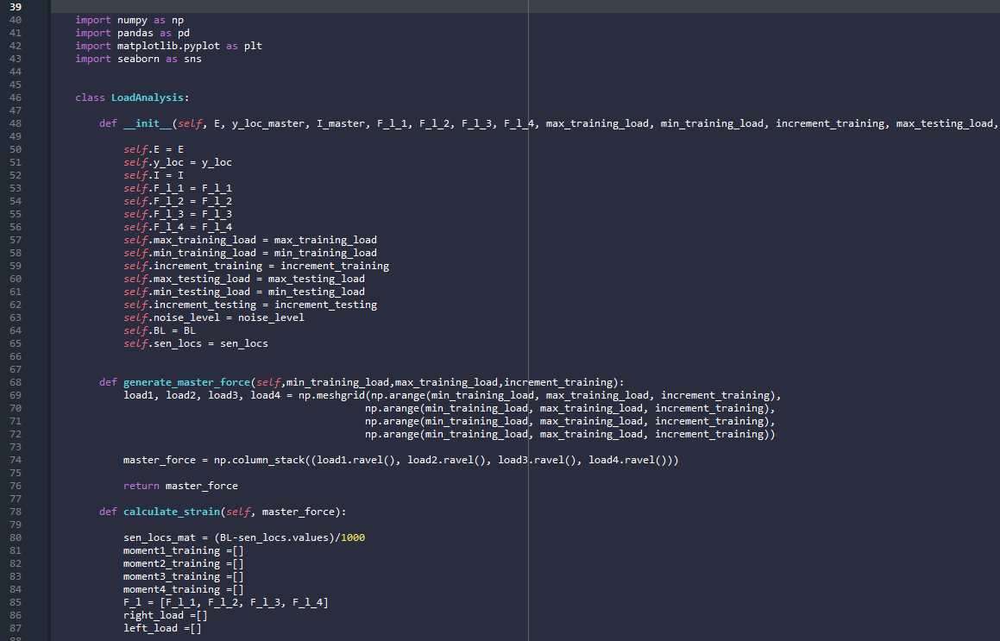 39
40 import numpy as np
41 import pandas as pd
42 import matplotlib.pyplot as plt
43 import seaborn as sns
44
45
46 class LoadAnalysis:
47
48     def __init__(self, E, y_loc_master, I_master, F_l_1, F_l_2, F_l_3, F_l_4, max_training_load, min_training_load, increment_training, max_testing_load,
49
50         self.E = E
51         self.y_loc = y_loc
52         self.I = I
53         self.F_l_1 = F_l_1
54         self.F_l_2 = F_l_2
55         self.F_l_3 = F_l_3
56         self.F_l_4 = F_l_4
57         self.max_training_load = max_training_load
58         self.min_training_load = min_training_load
59         self.increment_training = increment_training
60         self.max_testing_load = max_testing_load
61         self.min_testing_load = min_testing_load
62         self.increment_testing = increment_testing
63         self.noise_level = noise_level
64         self.BL = BL
65         self.sen_locs = sen_locs
66
67
68     def generate_master_force(self,min_training_load,max_training_load,increment_training):
69         load1, load2, load3, load4 = np.meshgrid(np.arange(min_training_load, max_training_load, increment_training),
70                                                 np.arange(min_training_load, max_training_load, increment_training),
71                                                 np.arange(min_training_load, max_training_load, increment_training),
72                                                 np.arange(min_training_load, max_training_load, increment_training))
73
74         master_force = np.column_stack((load1.ravel(), load2.ravel(), load3.ravel(), load4.ravel()))
75
76         return master_force
77
78     def calculate_strain(self, master_force):
79
80         sen_locs_mat = (BL-sen_locs.values)/1000
81         moment1_training =[]
82         moment2_training =[]
83         moment3_training =[]
84         moment4_training =[]
85         F_l = [F_l_1, F_l_2, F_l_3, F_l_4]
86         right_load =[]
87         left_load =[]
88